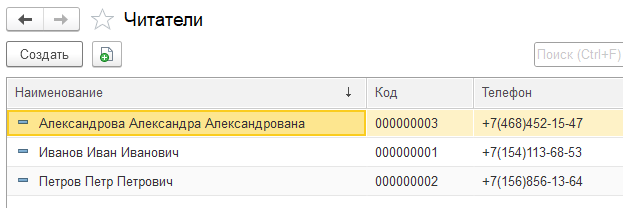 Читатели
Создать Поиск (Ctrl+F)
Наименование ↓ Код Телефон
Александрова Александра Александрована 000000003 +7(468)452-15-47
Иванов Иван Иванович 000000001 +7(154)113-68-53
Петров Петр Петрович 000000002 +7(156)856-13-64